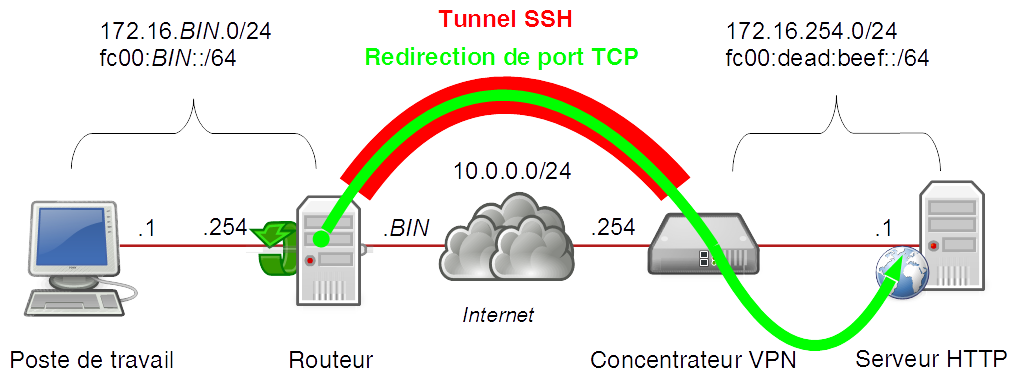 Tunnel SSH
Redirection de port TCP
172.16.BIN.0/24
fc00:BIN::/64
172.16.254.0/24
fc00:dead:beef::/64
10.0.0.0/24
.1
.254
.BIN
.254
.1
Internet
Poste de travail
Routeur
Concentrateur VPN
Serveur HTTP